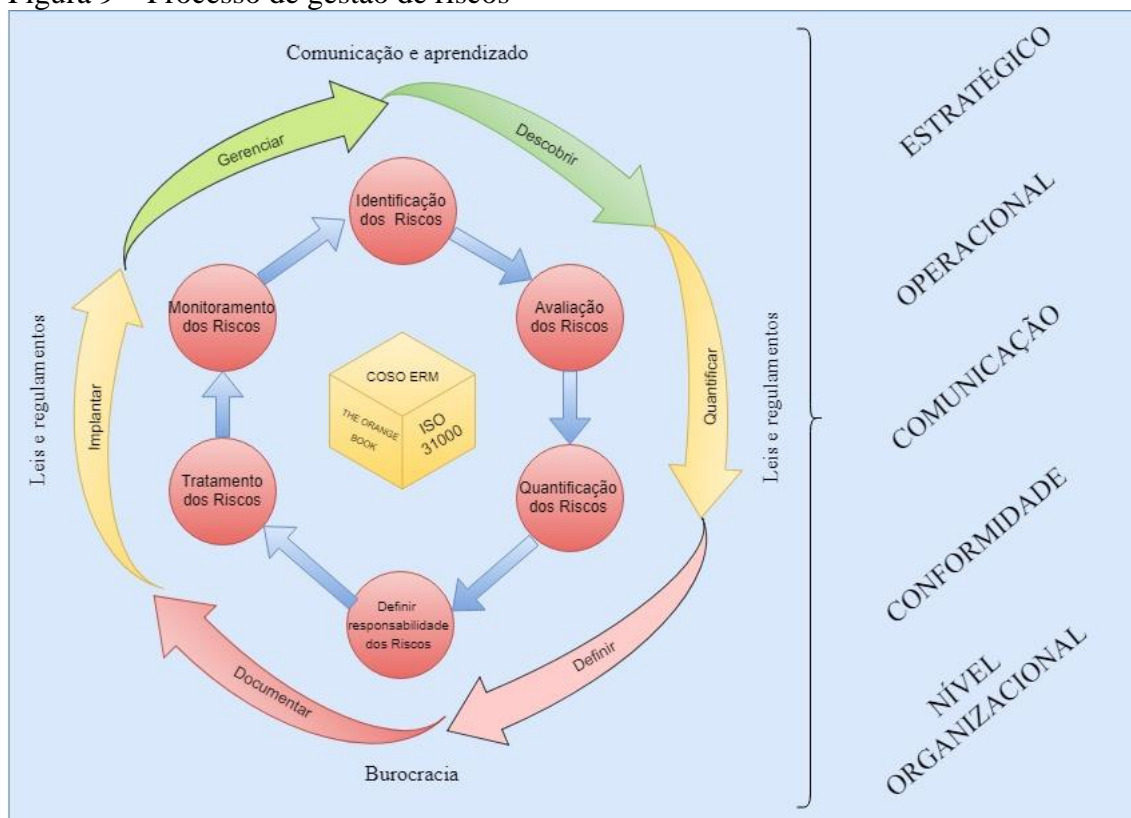 Figura 9 – Processo de gestão de riscos
Comunicação e aprendizado
Gerenciar
Descobrir
Identificação
dos Riscos
Monitoramento
dos Riscos
Avaliação
dos Riscos
COSO ERM
THE ORANGE
BOOK
ISO
31000
Leis e regulamentos
Implantar
Quantificar
Leis e regulamentos
Tratamento
dos Riscos
Quantificação
dos Riscos
Definir
responsabilidade
dos Riscos
Documentar
Definir
Burocracia
ESTRATÉGICO
OPERACIONAL
COMUNICAÇÃO
CONFORMIDADE
NÍVEL
ORGANIZACIONAL